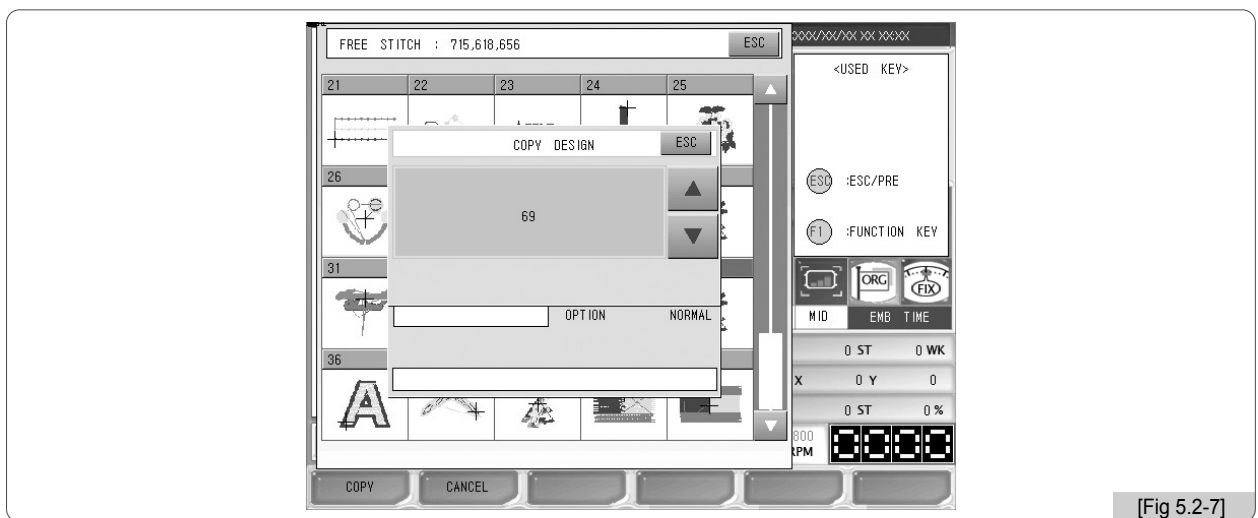 FREE STITCH : 715,618,656 ESC
XXXX/XX/XX XX XX:XX
<USED KEY>
21 22 23 24 25
COPY DESIGN ESC
26
69
ESC :ESC/PRE
F1 :FUNCTION KEY
31
ORG FIX
OPTION NORMAL
MID EMB TIME
36
0 ST 0 WK
X 0 Y 0
A
0 ST 0 %
800
RPM
COPY CANCEL
[Fig 5.2-7]